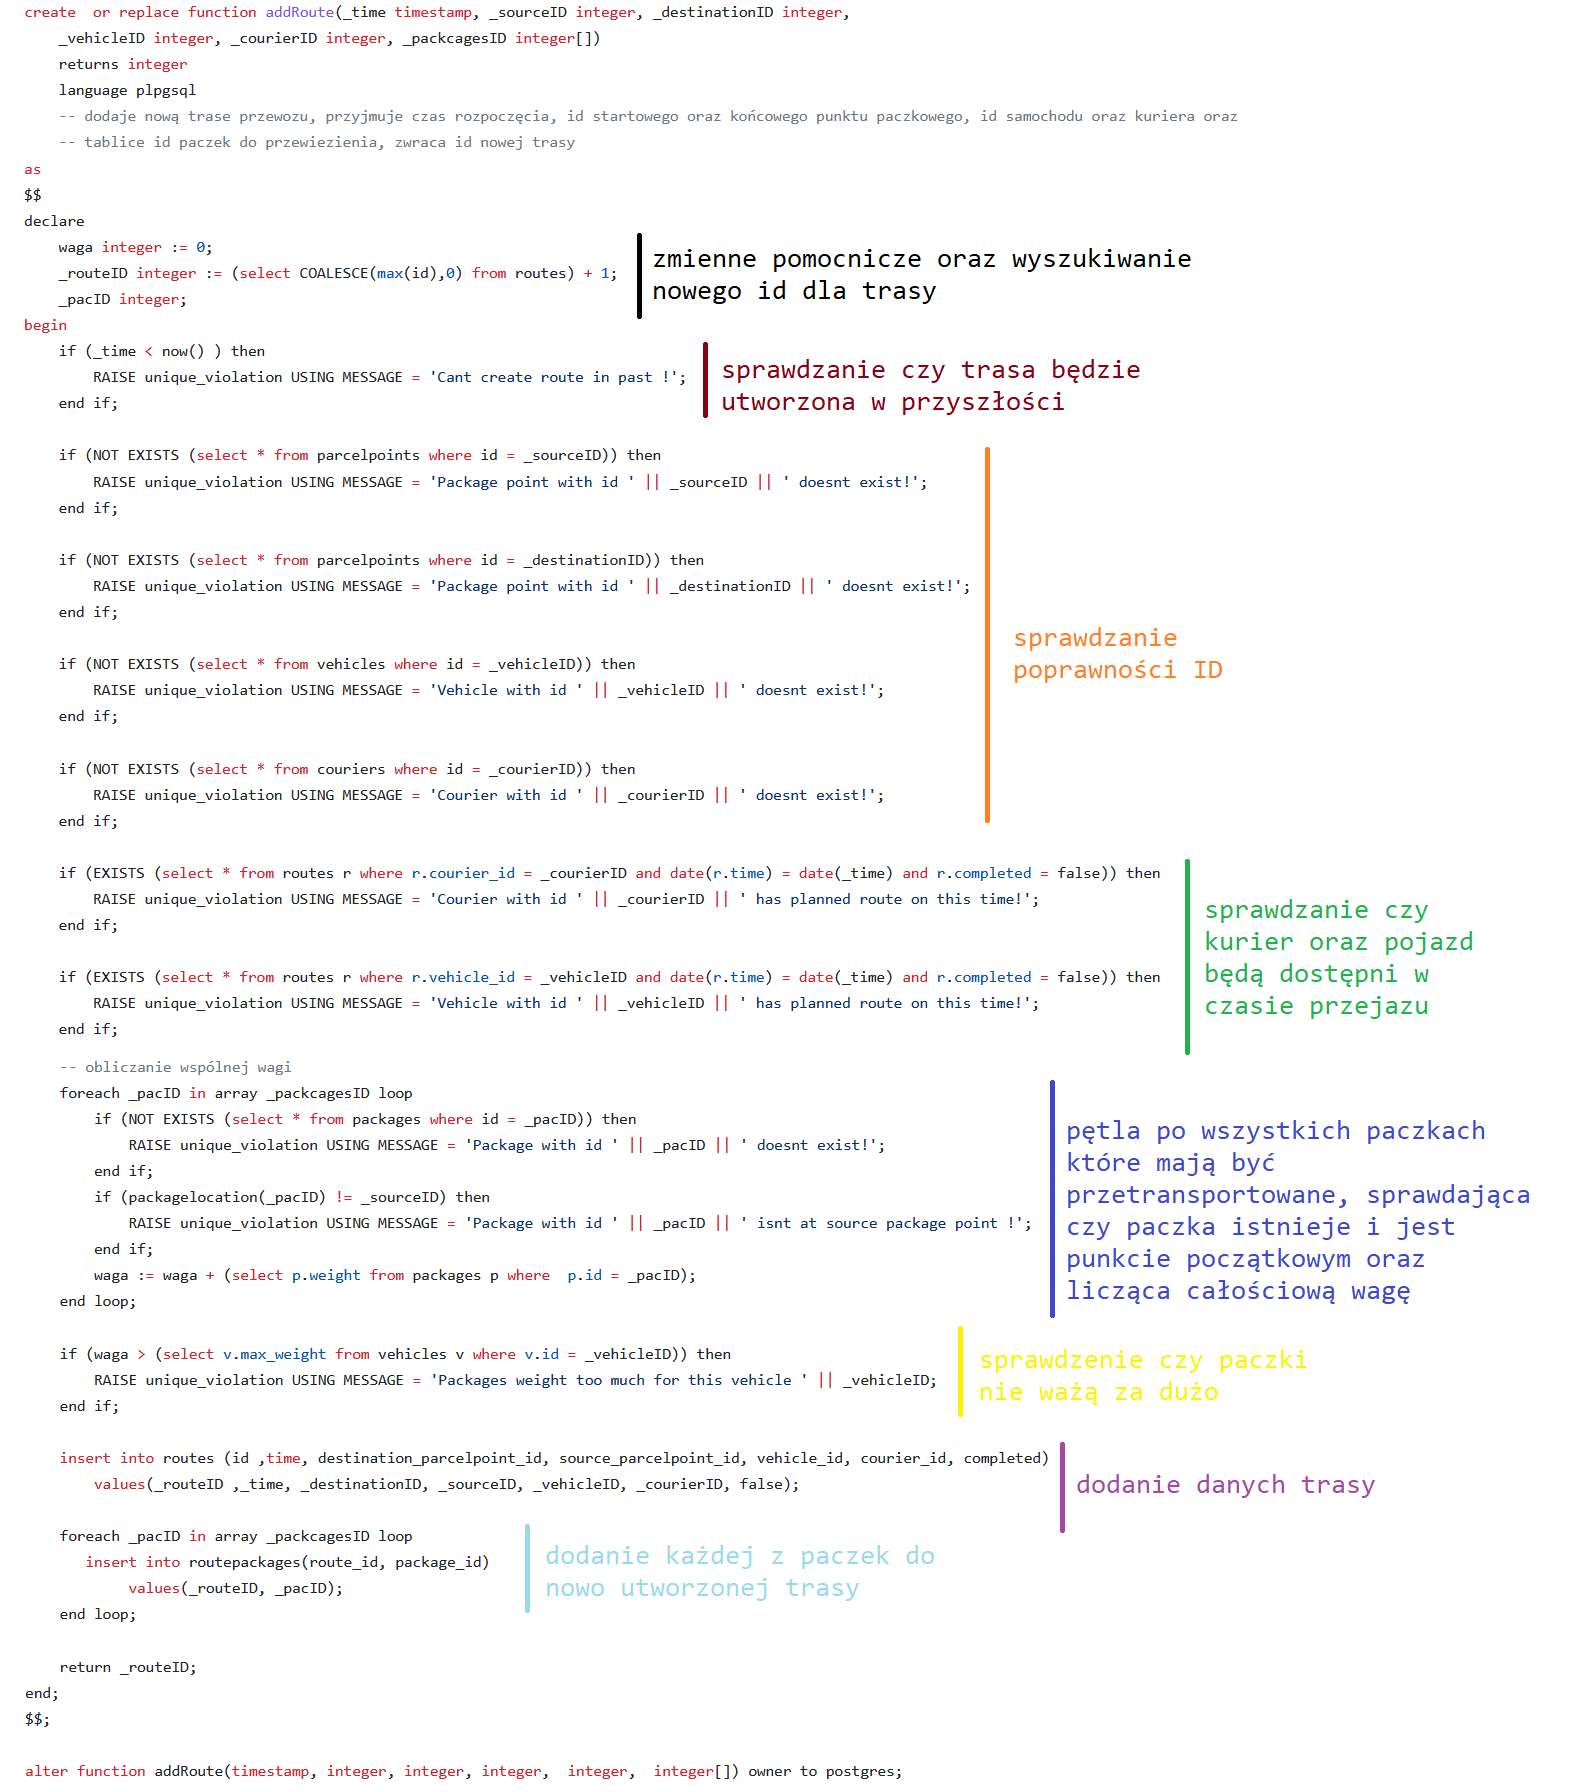 create  or replace function addRoute(_time timestamp, _sourceID integer, _destinationID integer,
    _vehicleID integer, _courierID integer, _packcagesID integer[])
    returns integer
    language plpgsql
    -- dodaje nową trase przewozu, przyjmuje czas rozpoczęcia, id startowego oraz końcowego punktu paczkowego, id samochodu oraz kuriera oraz
    -- tablice id paczek do przewiezienia, zwraca id nowej trasy
as
$$
declare
    waga integer := 0;
    _routeID integer := (select COALESCE(max(id),0) from routes) + 1;
    _pacID integer;
zmienne pomocnicze oraz wyszukiwanie
nowego id dla trasy
begin
    if (_time < now() ) then
        RAISE unique_violation USING MESSAGE = 'Cant create route in past !';
    end if;
sprawdzanie czy trasa będzie
utworzona w przyszłości
    if (NOT EXISTS (select * from parcelpoints where id = _sourceID)) then
        RAISE unique_violation USING MESSAGE = 'Package point with id ' || _sourceID || ' doesnt exist!';
    end if;
    if (NOT EXISTS (select * from parcelpoints where id = _destinationID)) then
        RAISE unique_violation USING MESSAGE = 'Package point with id ' || _destinationID || ' doesnt exist!';
    end if;
    if (NOT EXISTS (select * from vehicles where id = _vehicleID)) then
        RAISE unique_violation USING MESSAGE = 'Vehicle with id ' || _vehicleID || ' doesnt exist!';
    end if;
    if (NOT EXISTS (select * from couriers where id = _courierID)) then
        RAISE unique_violation USING MESSAGE = 'Courier with id ' || _courierID || ' doesnt exist!';
    end if;
sprawdzanie
poprawności ID
    if (EXISTS (select * from routes r where r.courier_id = _courierID and date(r.time) = date(_time) and r.completed = false)) then
        RAISE unique_violation USING MESSAGE = 'Courier with id ' || _courierID || ' has planned route on this time!';
    end if;
    if (EXISTS (select * from routes r where r.vehicle_id = _vehicleID and date(r.time) = date(_time) and r.completed = false)) then
        RAISE unique_violation USING MESSAGE = 'Vehicle with id ' || _vehicleID || ' has planned route on this time!';
    end if;
sprawdzanie czy
kurier oraz pojazd
będą dostępni w
czasie przejazu
    -- obliczanie wspólnej wagi
    foreach _pacID in array _packcagesID loop
        if (NOT EXISTS (select * from packages where id = _pacID)) then
            RAISE unique_violation USING MESSAGE = 'Package with id ' || _pacID || ' doesnt exist!';
        end if;
        if (packagelocation(_pacID) != _sourceID) then
            RAISE unique_violation USING MESSAGE = 'Package with id ' || _pacID || ' isnt at source package point !';
        end if;
        waga := waga + (select p.weight from packages p where  p.id = _pacID);
    end loop;
pętla po wszystkich paczkach
które mają być
przetransportowane, sprawdająca
czy paczka istnieje i jest
punkcie początkowym oraz
licząca całościową wagę
    if (waga > (select v.max_weight from vehicles v where v.id = _vehicleID)) then
        RAISE unique_violation USING MESSAGE = 'Packages weight too much for this vehicle ' || _vehicleID;
    end if;
sprawdzenie czy paczki
nie ważą za dużo
    insert into routes (id ,time, destination_parcelpoint_id, source_parcelpoint_id, vehicle_id, courier_id, completed)
        values(_routeID ,_time, _destinationID, _sourceID, _vehicleID, _courierID, false);
dodanie danych trasy
    foreach _pacID in array _packcagesID loop
       insert into routepackages(route_id, package_id)
            values(_routeID, _pacID);
    end loop;
dodanie każdej z paczek do
nowo utworzonej trasy
    return _routeID;
end;
$$;
alter function addRoute(timestamp, integer, integer, integer,  integer,  integer[]) owner to postgres;